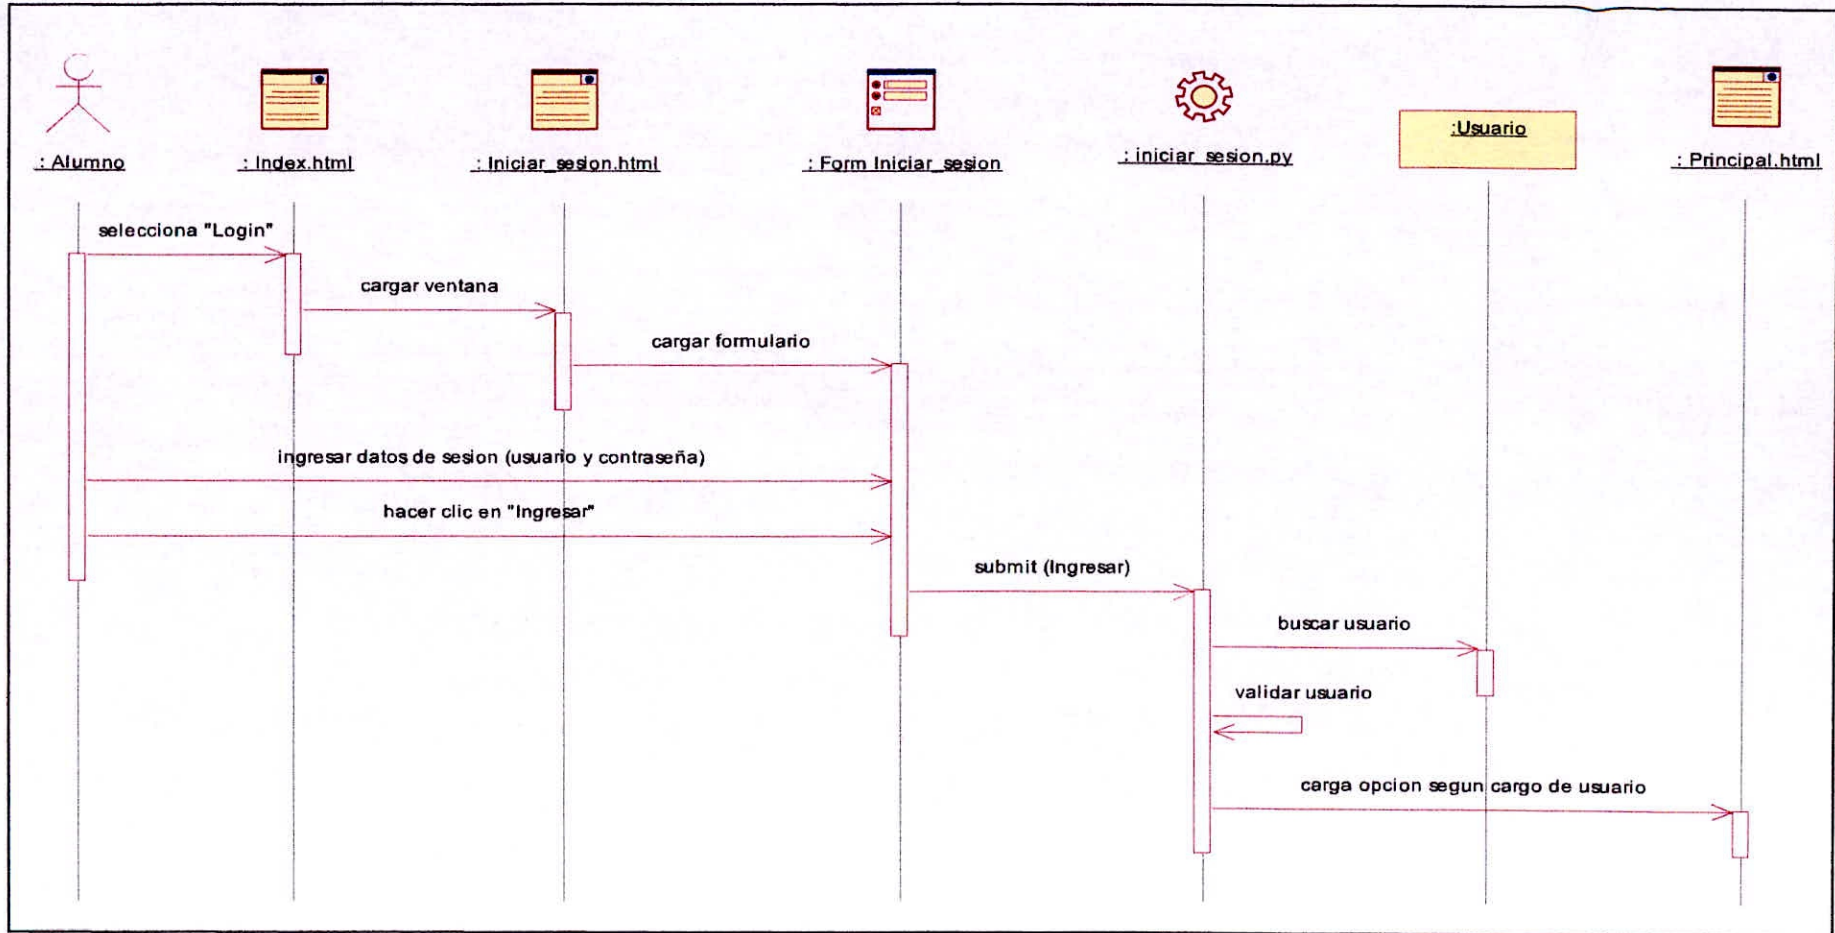 : Alumno
: Index.html
: Iniciar_sesion.html
: Form Iniciar_sesion
: iniciar_sesion.py
:Usuario
: Principal.html
selecciona "Login"
cargar ventana
cargar formulario
ingresar datos de sesion (usuario y contraseña)
hacer clic en "Ingresar"
submit (Ingresar)
buscar usuario
validar usuario
carga opcion segun cargo de usuario